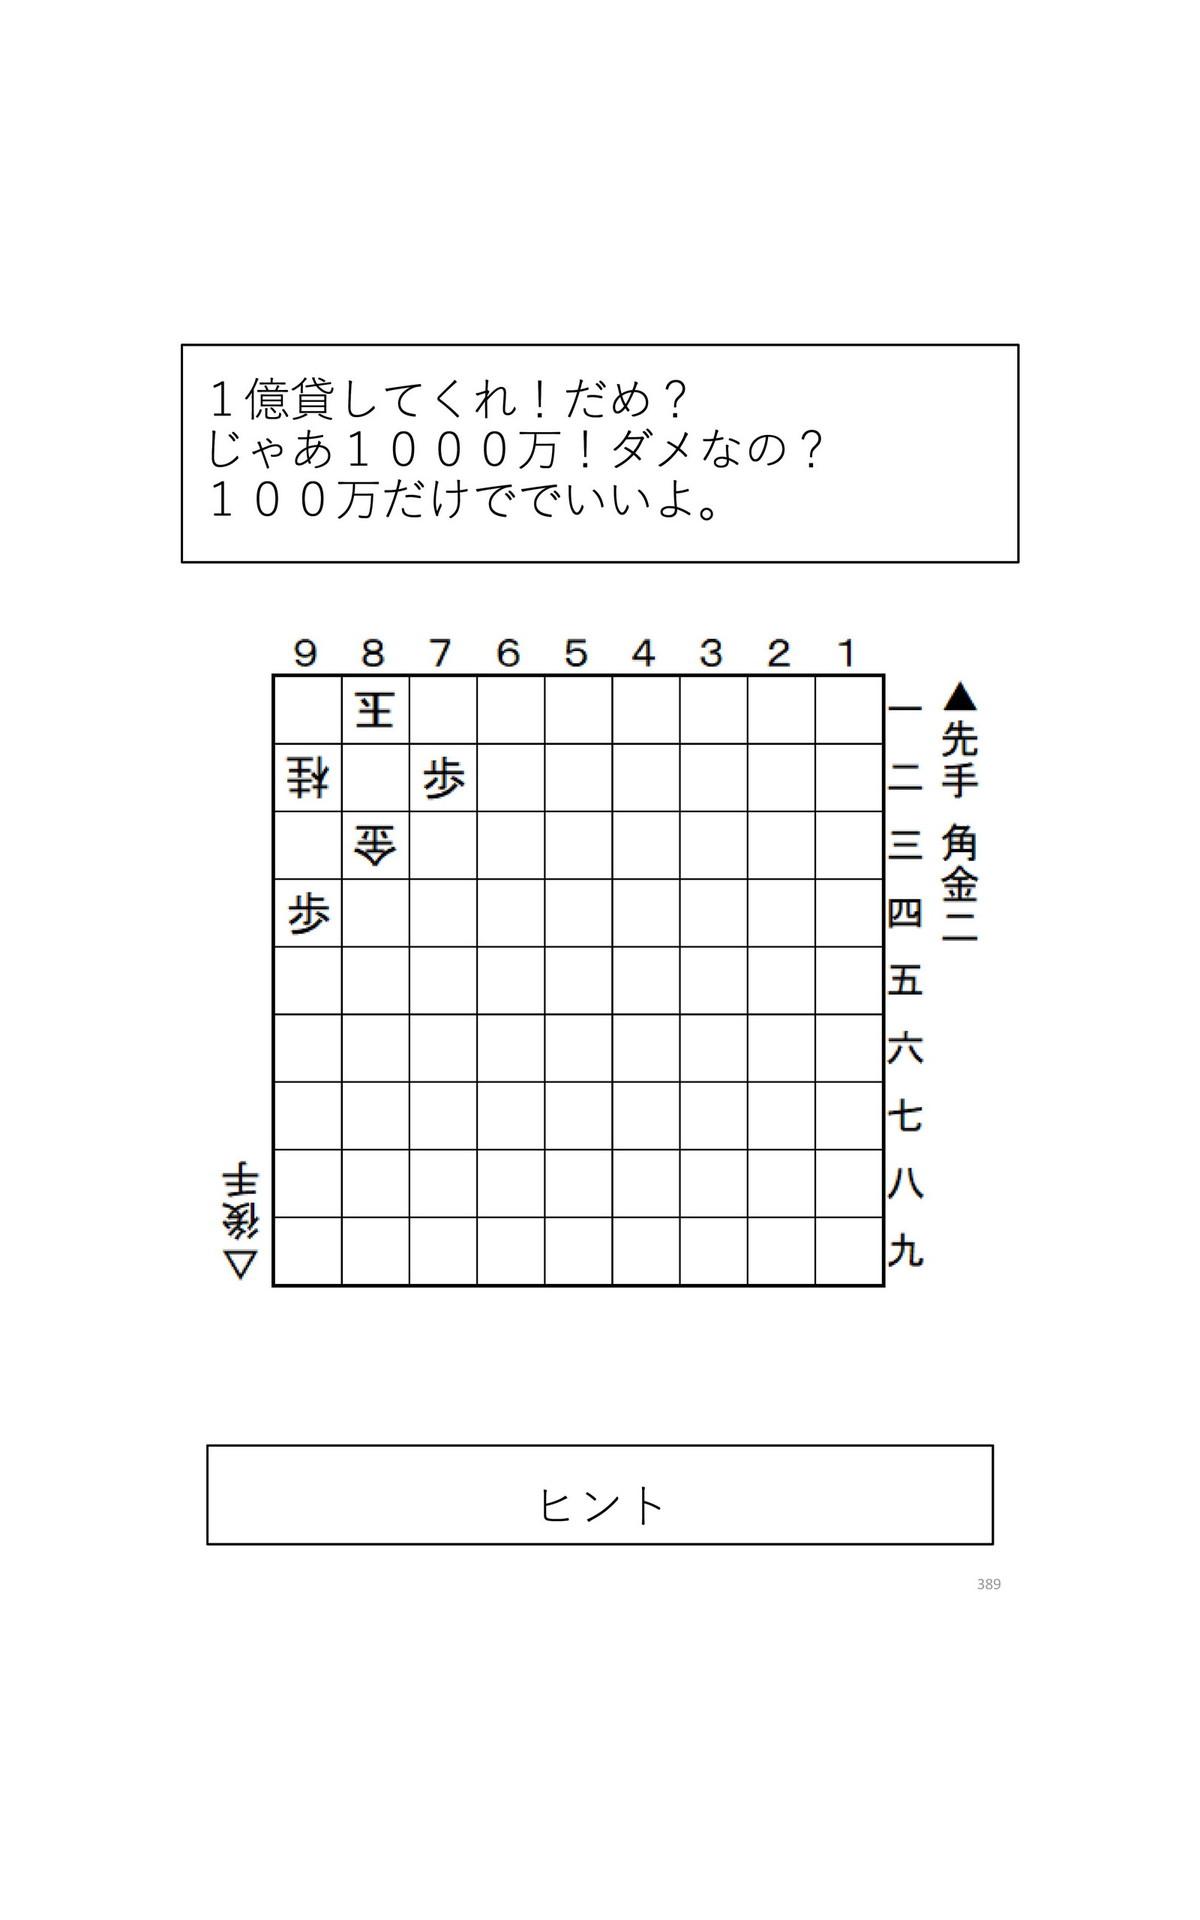 １億貸してくれ！だめ？
じゃあ１０００万！ダメなの？
１００万だけででいいよ。
9 8 7 6 5 4 3 2 1
王 一
桂 歩 二
金 三
歩 四
五
六
七
八
九
▲先手 角金二
△後手
ヒント
389